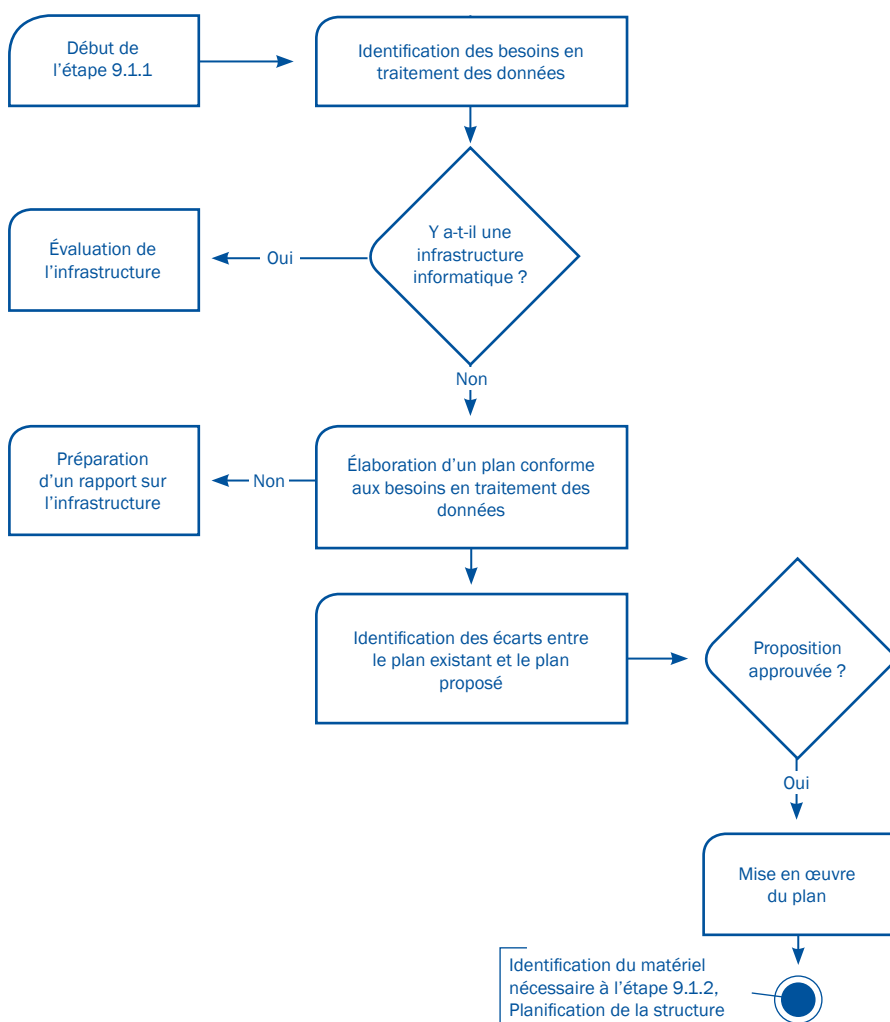 Début de
l’étape 9.1.1
Identification des besoins en
traitement des données
Y a-t-il une
infrastructure
informatique ?
Oui
Évaluation de
l’infrastructure
Non
Élaboration d’un plan conforme
aux besoins en traitement des
données
Non
Préparation
d’un rapport sur
l’infrastructure
Identification des écarts entre
le plan existant et le plan
proposé
Proposition
approuvée ?
Oui
Mise en œuvre
du plan
Identification du matériel
nécessaire à l’étape 9.1.2,
Planification de la structure